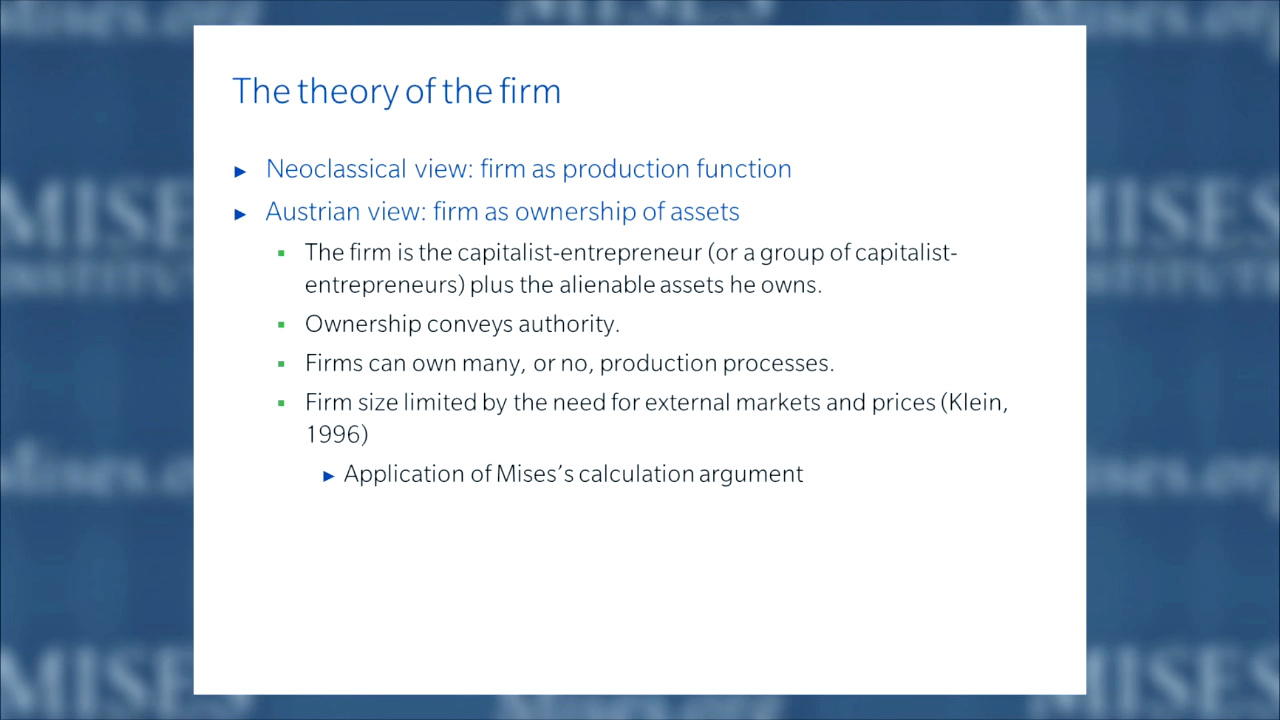 The theory of the firm
► Neoclassical view: firm as production function
► Austrian view: firm as ownership of assets
▪ The firm is the capitalist-entrepreneur (or a group of capitalist-
entrepreneurs) plus the alienable assets he owns.
▪ Ownership conveys authority.
▪ Firms can own many, or no, production processes.
▪ Firm size limited by the need for external markets and prices (Klein,
1996)
► Application of Mises’s calculation argument